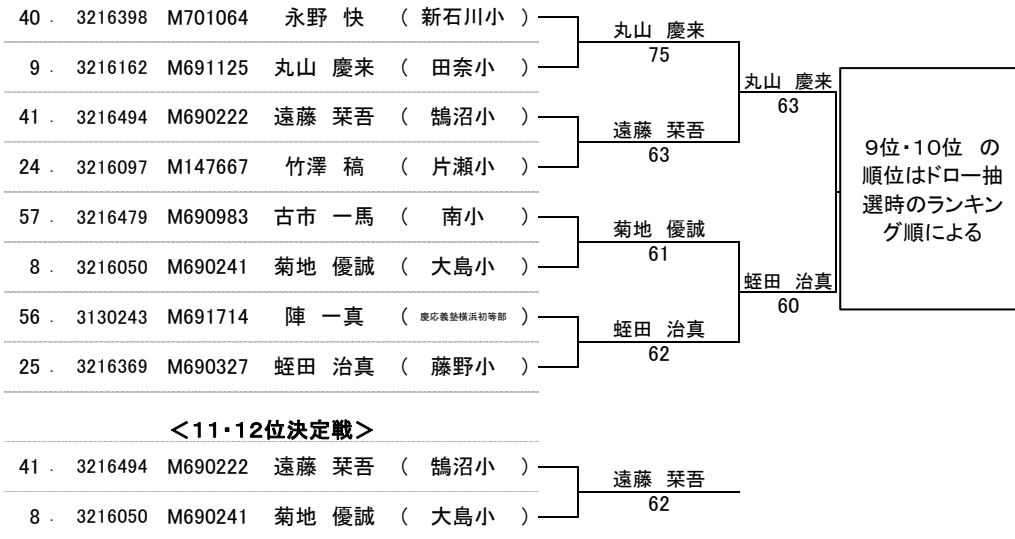 40 . 3216398 M701064 永野 快 ( 新石川小 )
9 . 3216162 M691125 丸山 慶来 ( 田奈小 )
41 . 3216494 M690222 遠藤 栞吾 ( 鵠沼小 )
24 . 3216097 M147667 竹澤 稿 ( 片瀬小 )
57 . 3216479 M690983 古市 一馬 ( 南小 )
8 . 3216050 M690241 菊地 優誠 ( 大島小 )
56 . 3130243 M691714 陣 一真 ( 慶応義塾横浜初等部 )
25 . 3216369 M690327 蛭田 治真 ( 藤野小 )
丸山 慶来
75
遠藤 栞吾
63
菊地 優誠
61
蛭田 治真
62
丸山 慶来
63
蛭田 治真
60
9位・10位 の
順位はドロー抽
選時のランキン
グ順による
＜11・12位決定戦＞
41 . 3216494 M690222 遠藤 栞吾 ( 鵠沼小 )
8 . 3216050 M690241 菊地 優誠 ( 大島小 )
遠藤 栞吾
62